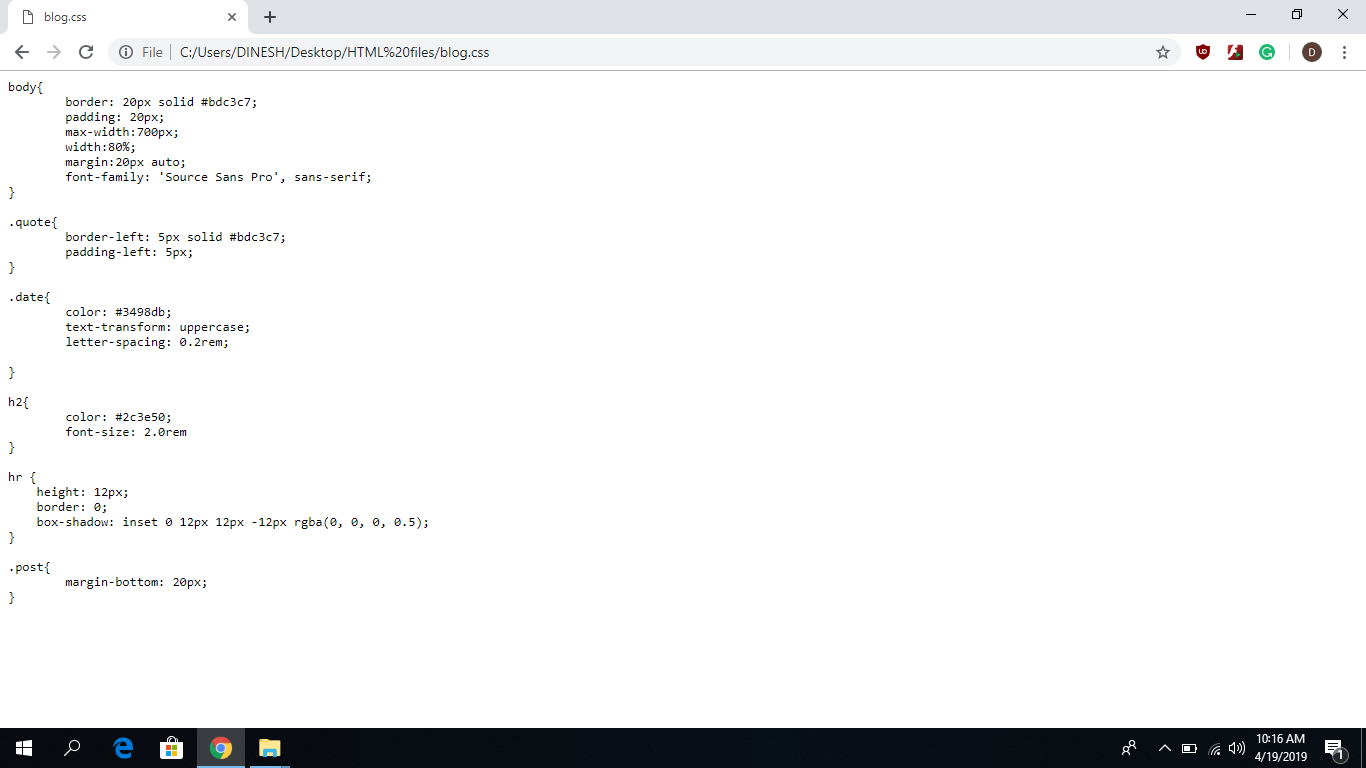 blog.css
File C:/Users/DINESH/Desktop/HTML%20files/blog.css
D
body{
border: 20px solid #bdc3c7;
padding: 20px;
max-width:700px;
width:80%;
margin:20px auto;
font-family: 'Source Sans Pro', sans-serif;
}
.quote{
border-left: 5px solid #bdc3c7;
padding-left: 5px;
}
.date{
color: #3498db;
text-transform: uppercase;
letter-spacing: 0.2rem;
}
h2{
color: #2c3e50;
font-size: 2.0rem
}
hr {
height: 12px;
border: 0;
box-shadow: inset 0 12px 12px -12px rgba(0, 0, 0, 0.5);
}
.post{
margin-bottom: 20px;
}
10:16 AM
4/19/2019
1